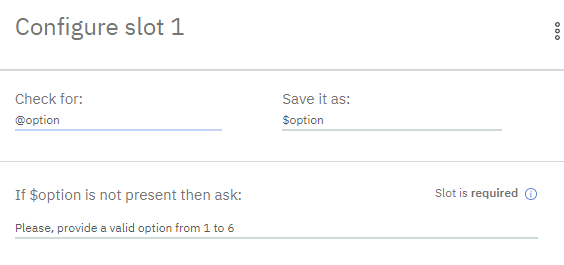 Configure slot 1
Check for: Save it as:
@option $option
If $option is not present then ask: Slot is required
Please, provide a valid option from 1 to 6